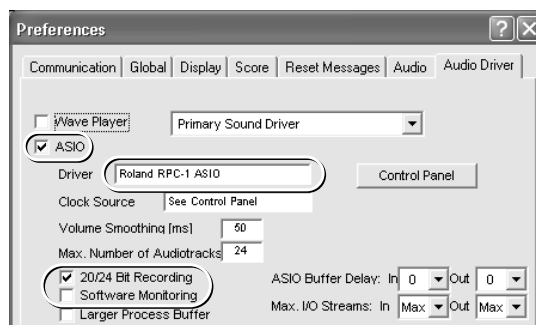 Preferences
Communication Global Display Score Reset Messages Audio Audio Driver
Wave Player Primary Sound Driver
ASIO
Driver Roland RPC-1 ASIO Control Panel
Clock Source See Control Panel
Volume Smoothing [ms] 50
Max. Number of Audiotracks 24
20/24 Bit Recording ASIO Buffer Delay: In 0 Out 0
Software Monitoring Max. I/O Streams: In Max Out Max
Larger Process Buffer